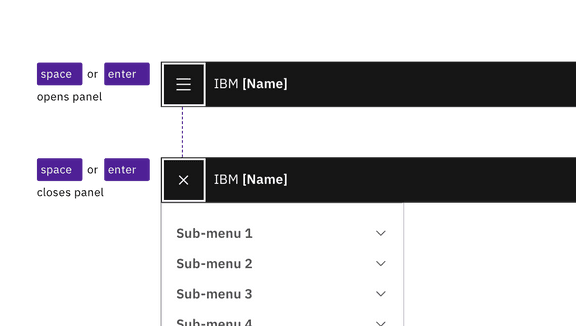 space or enter
opens panel
IBM [Name]
space or enter
closes panel
IBM [Name]
Sub-menu 1
Sub-menu 2
Sub-menu 3
Sub-menu 4